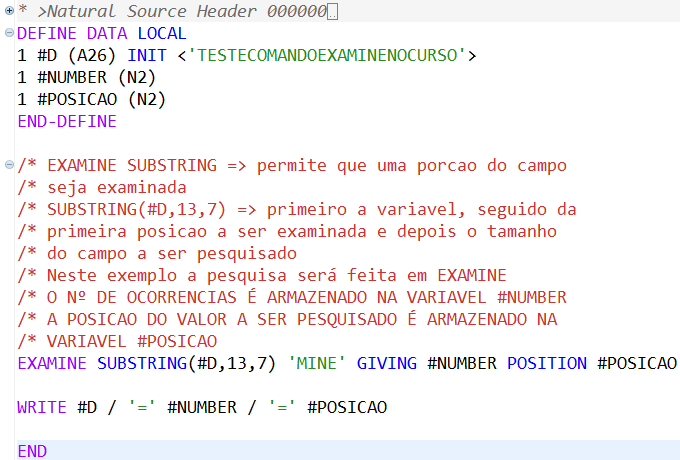 * >Natural Source Header 000000
DEFINE DATA LOCAL
1 #D (A26) INIT <'TESTECOMANDOEXAMINENOCURSO'>
1 #NUMBER (N2)
1 #POSICAO (N2)
END-DEFINE
/* EXAMINE SUBSTRING => permite que uma porcao do campo
/* seja examinada
/* SUBSTRING(#D,13,7) => primeiro a variavel, seguido da
/* primeira posicao a ser examinada e depois o tamanho
/* do campo a ser pesquisado
/* Neste exemplo a pesquisa será feita em EXAMINE
/* O Nº DE OCORRENCIAS É ARMAZENADO NA VARIAVEL #NUMBER
/* A POSICAO DO VALOR A SER PESQUISADO É ARMAZENADO NA
/* VARIAVEL #POSICAO
EXAMINE SUBSTRING(#D,13,7) 'MINE' GIVING #NUMBER POSITION #POSICAO
WRITE #D / '=' #NUMBER / '=' #POSICAO
END